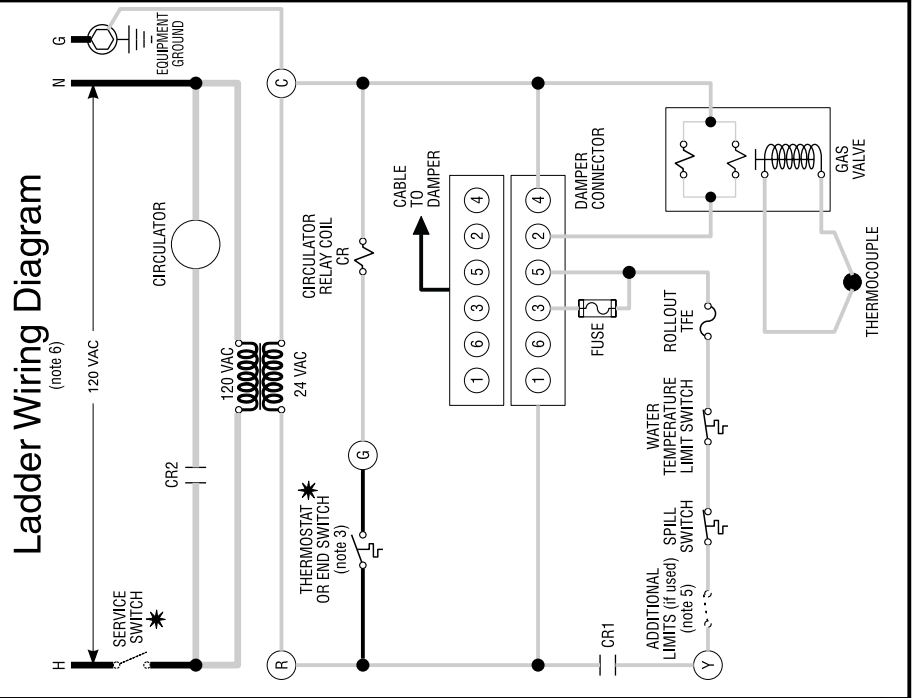 Ladder Wiring Diagram
(note 6)
H
120 VAC
N
G
EQUIPMENT
GROUND
SERVICE
SWITCH
CR2
CIRCULATOR
120 VAC
24 VAC
R
C
THERMOSTAT
OR END SWITCH
(note 3)
G
CIRCULATOR
RELAY COIL
CR
CABLE
TO
DAMPER
1 6 3 5 2 4
1 6 3 5 2 4
DAMPER
CONNECTOR
FUSE
CR1
Y
ADDITIONAL
LIMITS (if used)
(note 5)
SPILL
SWITCH
WATER
TEMPERATURE
LIMIT SWITCH
ROLLOUT
TFE
GAS
VALVE
THERMOCOUPLE